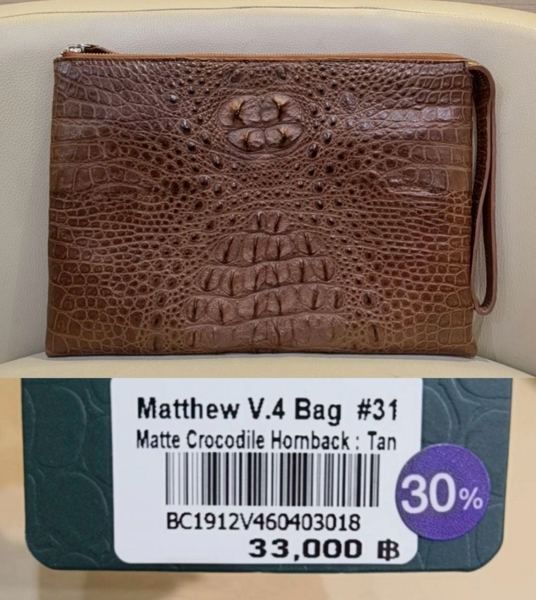 Matthew V.4 Bag #31
Matte Crocodile Hornback : Tan
30%
BC1912V460403018
33,000 ฿